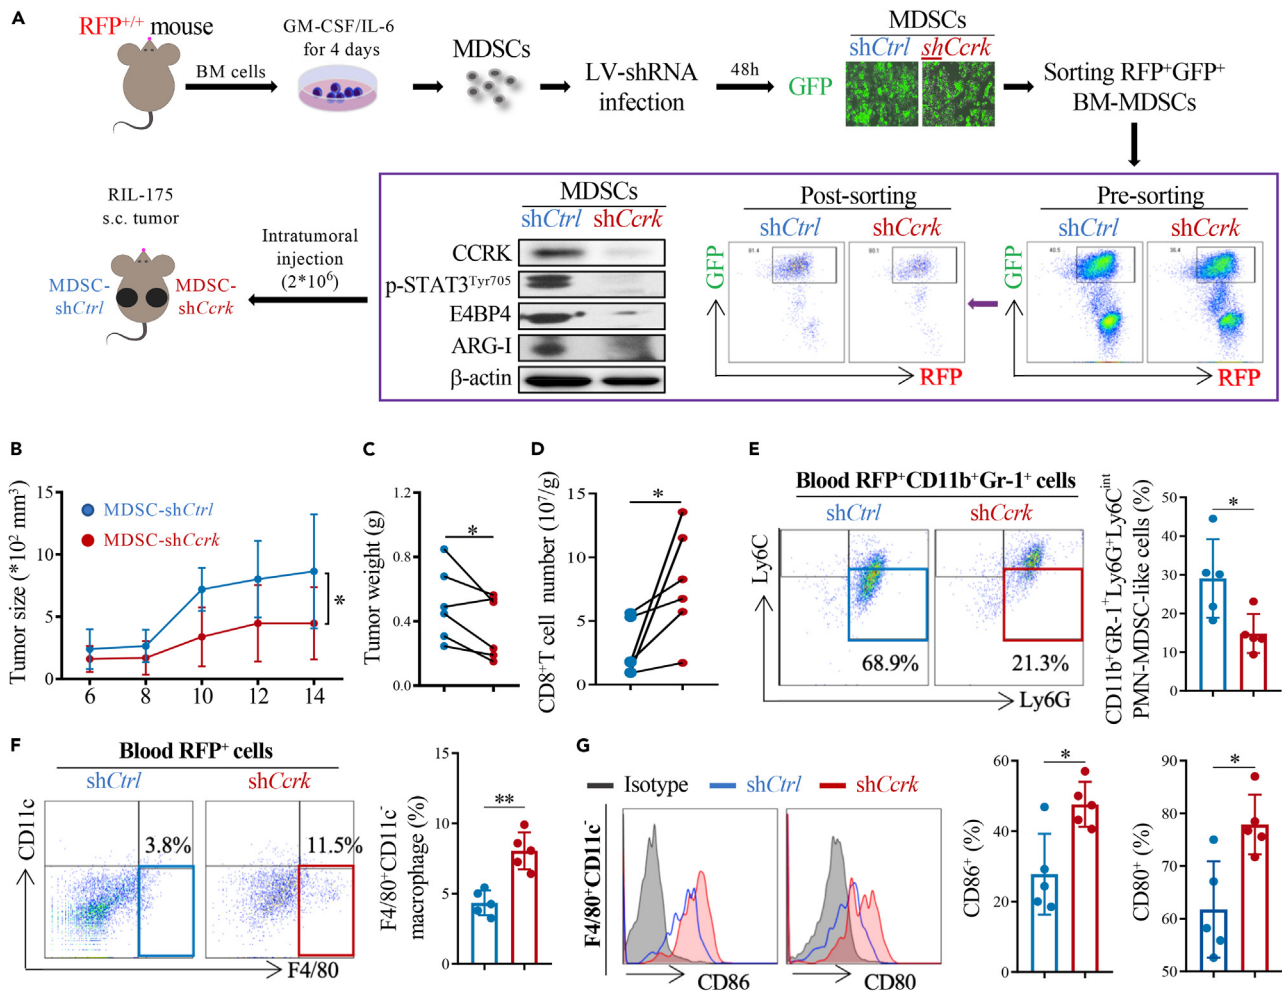 A
RFP+/+ mouse
BM cells
GM-CSF/IL-6
for 4 days
MDSCs
LV-shRNA
infection
48h
GFP
MDSCs
shCtrl shCcrk
Sorting RFP+GFP+
BM-MDSCs
RIL-175
s.c. tumor
MDSC-
shCtrl
MDSC-
shCcrk
Intratumoral
injection
(2*10⁶)
MDSCs
shCtrl shCcrk
CCRK
p-STAT3Tyr705
E4BP4
ARG-I
β-actin
Post-sorting
shCtrl shCcrk
GFP
RFP
Pre-sorting
shCtrl shCcrk
GFP
RFP
B
Tumor size (*10² mm³)
15
10
5
0
MDSC-shCtrl
MDSC-shCcrk
*
6 8 10 12 14
C
Tumor weight (g)
1.2
0.8
0.4
0.0
*
D
CD8+T cell number (10⁷/g)
15
10
5
0
*
E
Blood RFP+CD11b+Gr-1+ cells
shCtrl shCcrk
Ly6C
68.9% 21.3%
Ly6G
CD11b+GR-1+Ly6G+Ly6Cint
PMN-MDSC-like cells (%)
50
40
30
20
10
0
*
F
Blood RFP+ cells
shCtrl shCcrk
CD11c
3.8% 11.5%
F4/80
F4/80+CD11c-
macrophage (%)
15
10
5
0
**
G
Isotype shCtrl shCcrk
F4/80+CD11c-
CD86 CD80
CD86+ (%)
60
40
20
0
*
CD80+ (%)
90
80
70
60
50
*